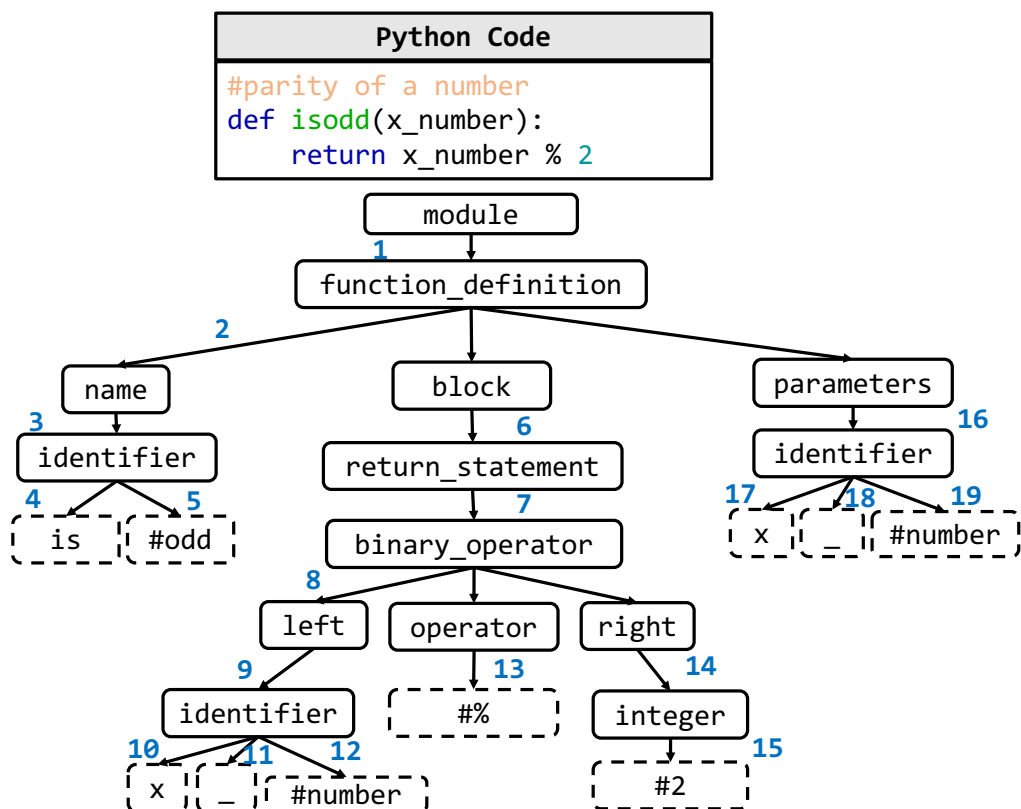 Python Code
#parity of a number
def isodd(x_number):
    return x_number % 2
module
1
function_definition
2
name
block
parameters
3
6
16
identifier
return_statement
identifier
4
5
7
17
18
19
is
#odd
binary_operator
x
_
#number
8
left
operator
right
9
13
14
identifier
#%
integer
10
11
12
15
x
_
#number
#2